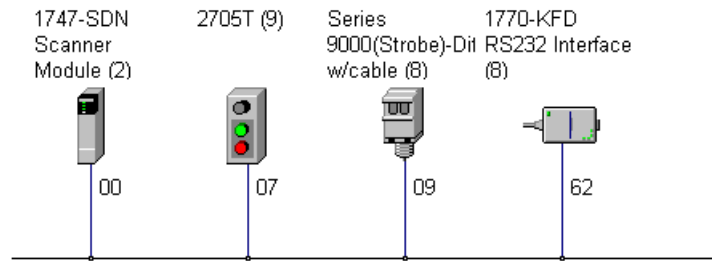 1747-SDN
Scanner
Module (2)
2705T (9)
Series
9000(Strobe)-Dif
w/cable (8)
1770-KFD
RS232 Interface
(8)
00
07
09
62